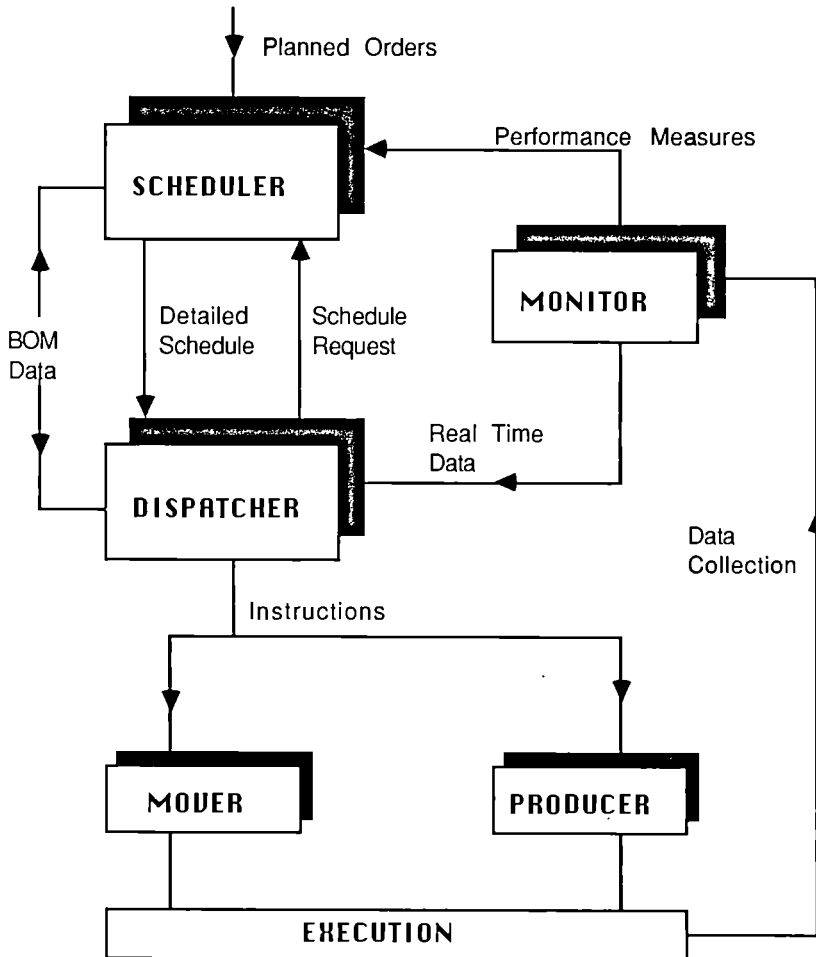 Planned Orders
Performance Measures
SCHEDULER
MONITOR
BOM
Data
Detailed
Schedule
Schedule
Request
Real Time
Data
DISPATCHER
Data
Collection
Instructions
MOVER
PRODUCER
EXECUTION